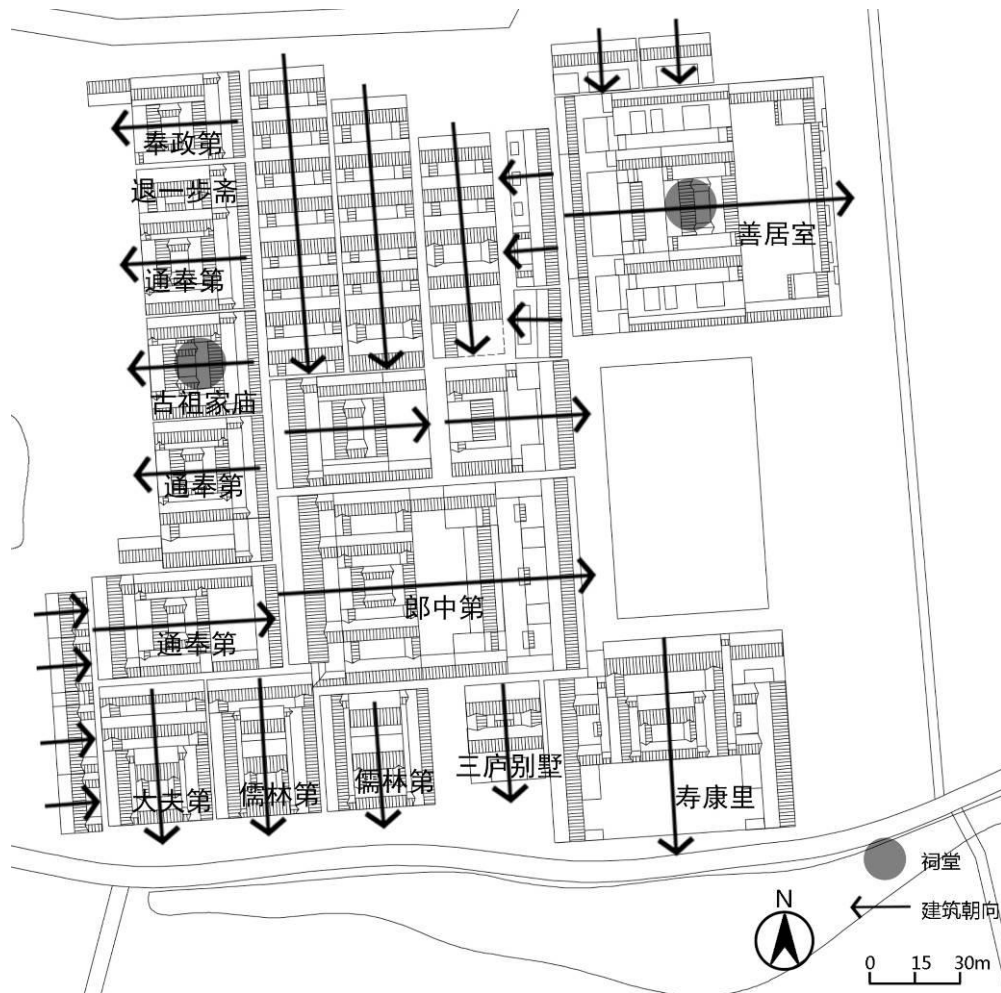 奉政第
退一步斋
善居室
通奉第
古祖家庙
通奉第
郎中第
通奉第
三庐别墅
儒林第
儒林第
大夫第
寿康里
祠堂
N
建筑朝向
0 15 30m